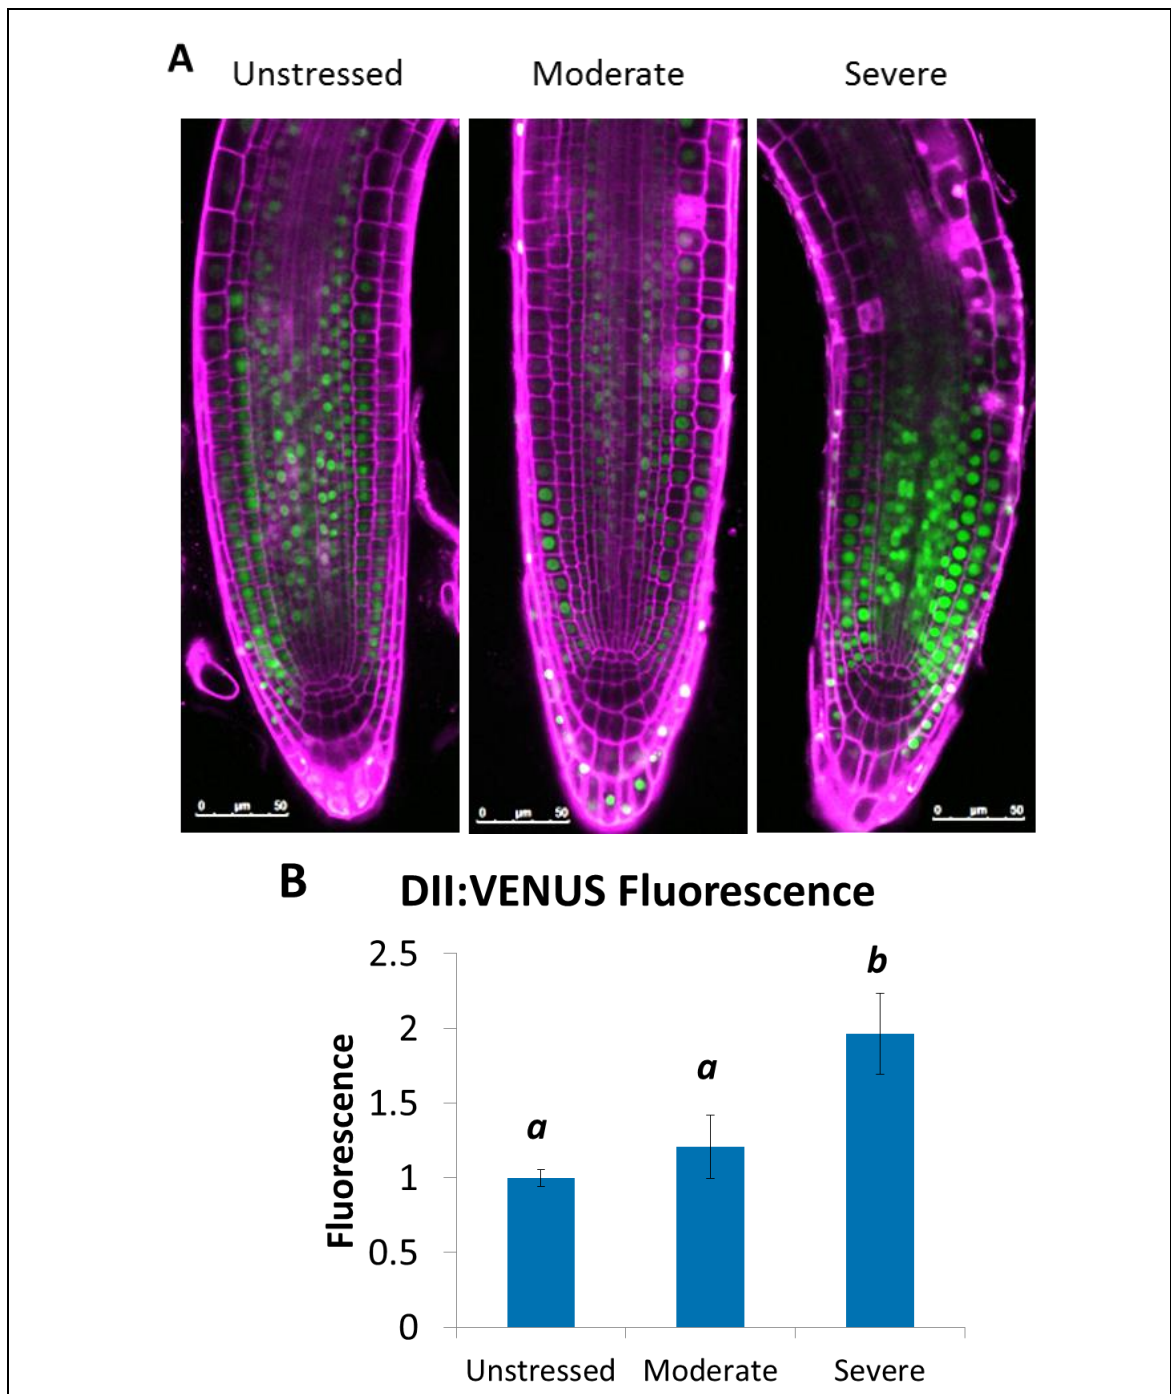 A
Unstressed Moderate Severe
0 µm 50
0 µm 50
0 µm 50
B
DII:VENUS Fluorescence
Fluorescence
2.5
2
1.5
1
0.5
0
a
a
b
Unstressed Moderate Severe